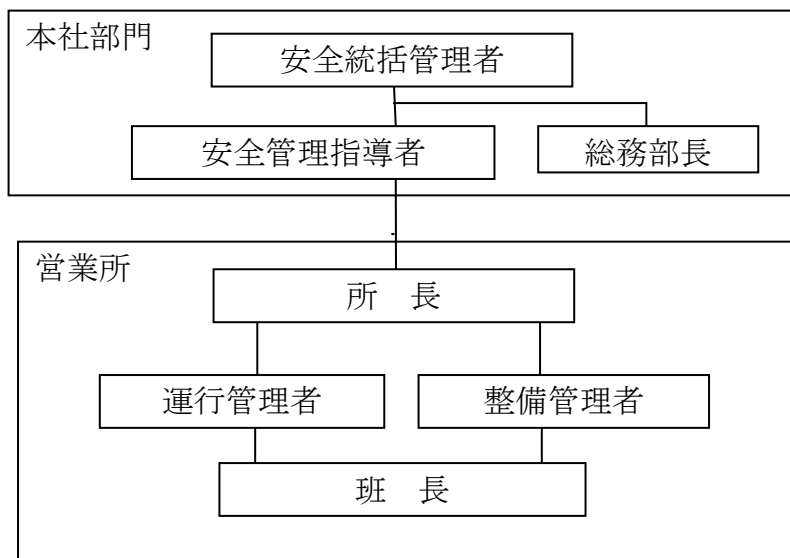 本社部門
安全統括管理者
安全管理指導者
総務部長
営業所
所　長
運行管理者
整備管理者
班　長